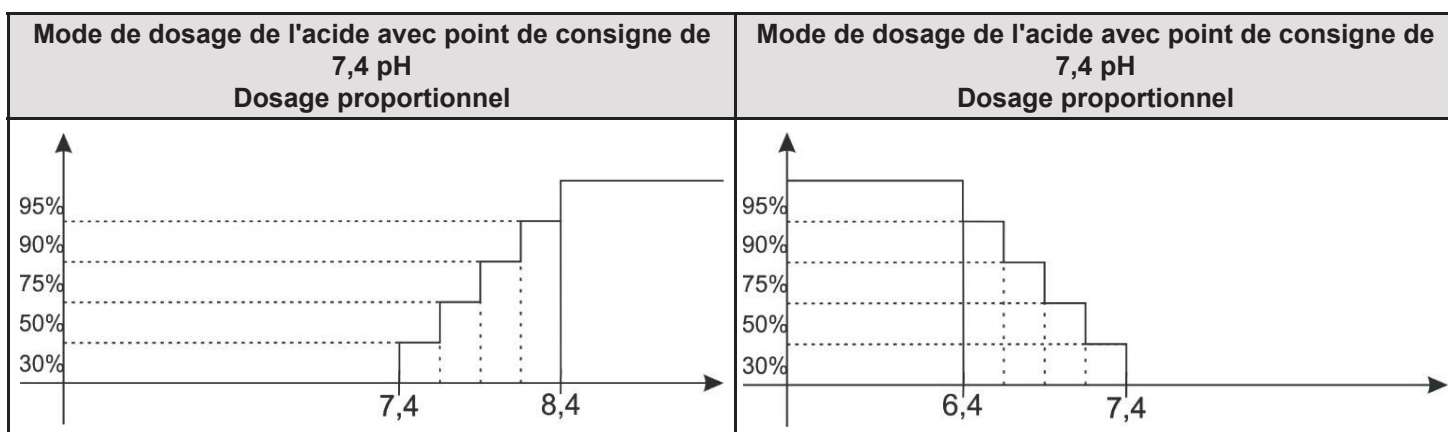 Mode de dosage de l'acide avec point de consigne de
7,4 pH
Dosage proportionnel
Mode de dosage de l'acide avec point de consigne de
7,4 pH
Dosage proportionnel
95%
90%
75%
50%
30%
7,4 8,4
95%
90%
75%
50%
30%
6,4 7,4